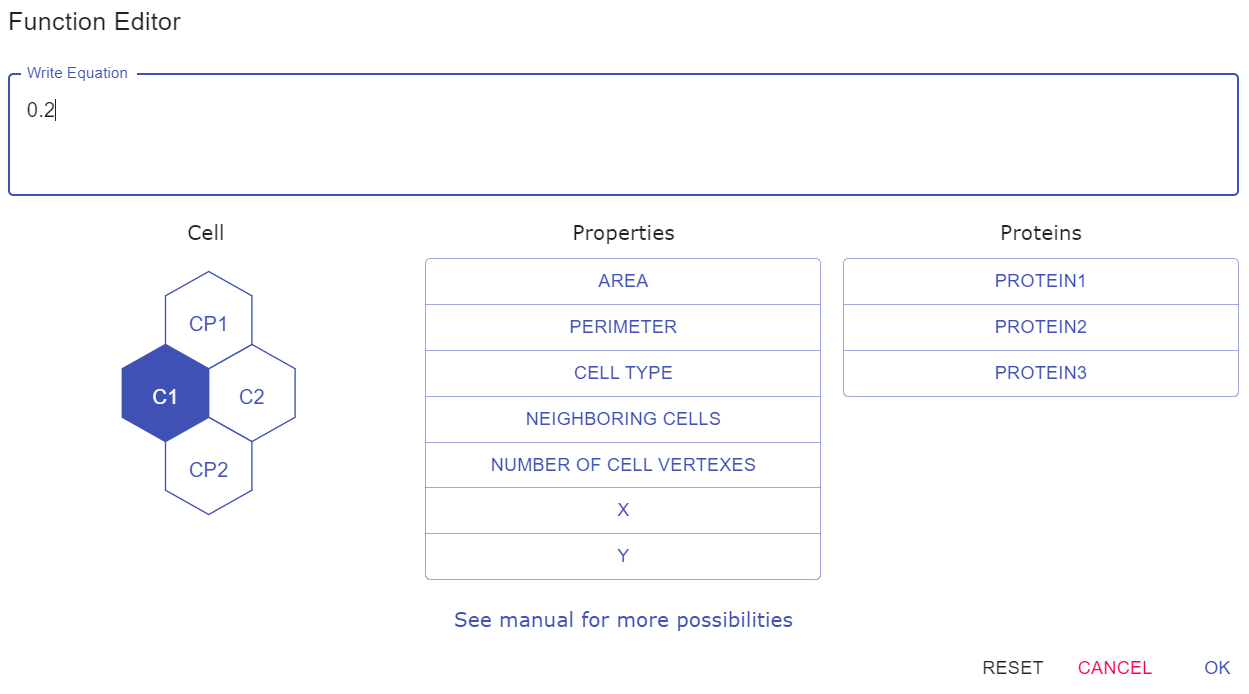 Function Editor
Write Equation
0.2
Cell
Properties
Proteins
CP1
C1
C2
CP2
AREA
PERIMETER
CELL TYPE
NEIGHBORING CELLS
NUMBER OF CELL VERTEXES
X
Y
PROTEIN1
PROTEIN2
PROTEIN3
See manual for more possibilities
RESET CANCEL OK